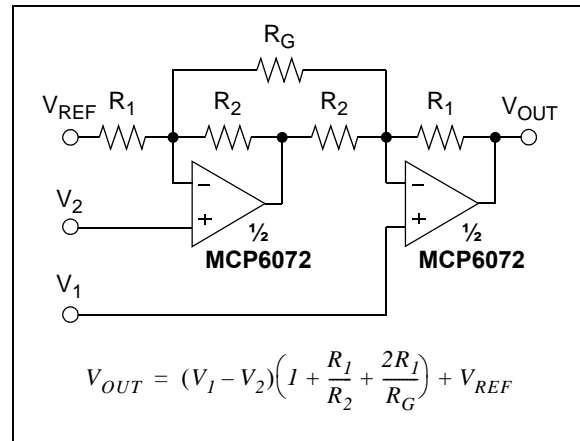 R_G
V_REF R_1 R_2 R_2 R_1 V_OUT
V_2
− + ½ MCP6072
− + ½ MCP6072
V_1
V_OUT = (V_1 – V_2)(1 + R_1/R_2 + 2R_1/R_G) + V_REF